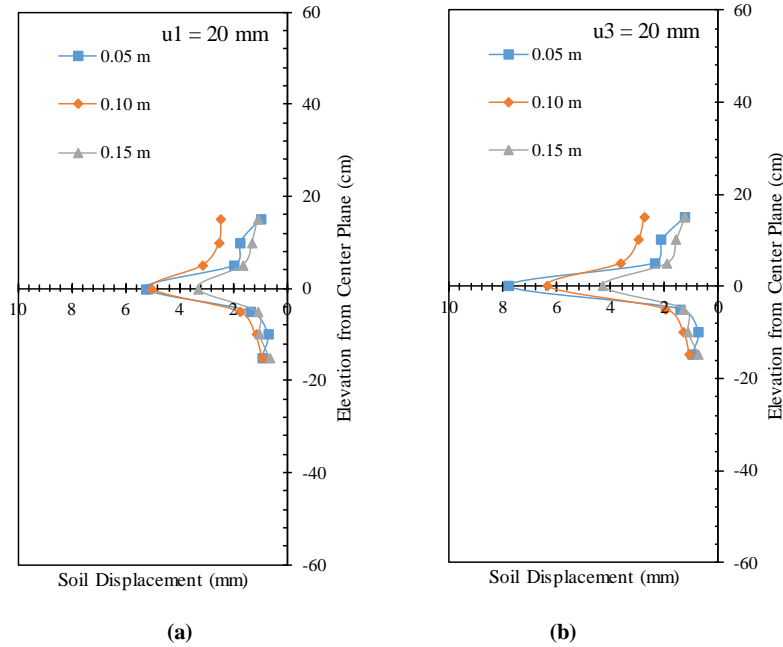 u1 = 20 mm
0.05 m
0.10 m
0.15 m
60
40
20
0
-20
-40
-60
10
8
6
4
2
0
Elevation from Center Plane (cm)
Soil Displacement (mm)
(a)
u3 = 20 mm
0.05 m
0.10 m
0.15 m
60
40
20
0
-20
-40
-60
10
8
6
4
2
0
Elevation from Center Plane (cm)
Soil Displacement (mm)
(b)